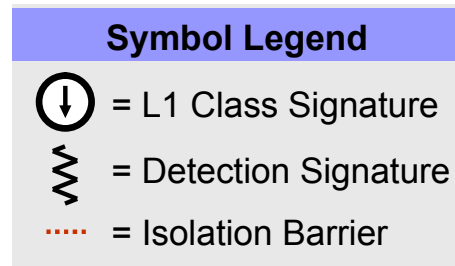 Symbol Legend
= L1 Class Signature
= Detection Signature
= Isolation Barrier